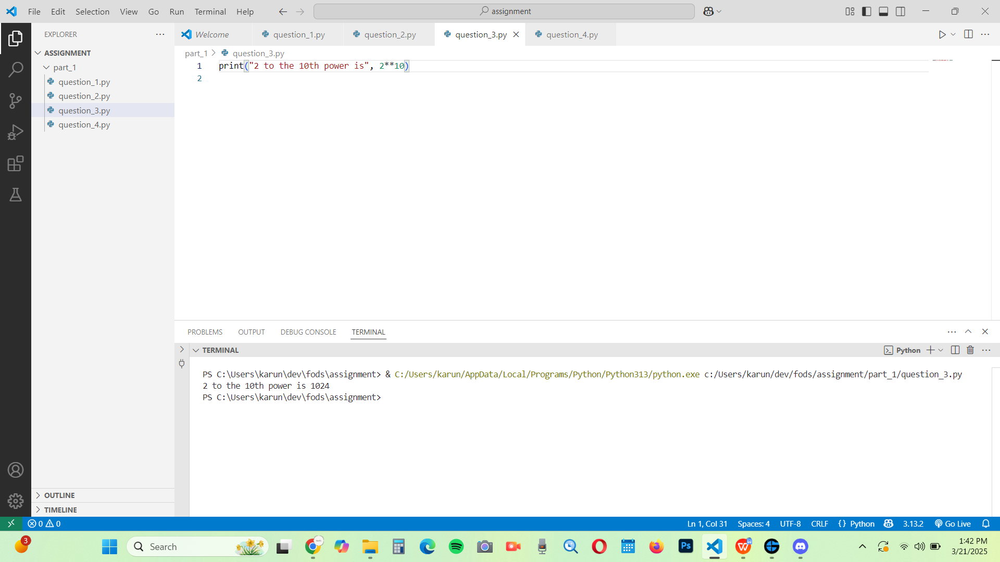 File Edit Selection View Go Run Terminal Help
assignment
EXPLORER
Welcome
question_1.py
question_2.py
question_3.py
question_4.py
ASSIGNMENT
part_1
question_1.py
question_2.py
question_3.py
question_4.py
part_1 > question_3.py
1 print("2 to the 10th power is", 2**10)
2
PROBLEMS OUTPUT DEBUG CONSOLE TERMINAL
TERMINAL
Python
PS C:\Users\karun\dev\fods\assignment> & C:/Users/karun/AppData/Local/Programs/Python/Python313/python.exe c:/Users/karun/dev/fods/assignment/part_1/question_3.py
2 to the 10th power is 1024
PS C:\Users\karun\dev\fods\assignment>
OUTLINE
TIMELINE
0 0
Ln 1, Col 31 Spaces: 4 UTF-8 CRLF {} Python 3.13.2 Go Live
3
Search
Ps
W
1:42 PM
3/21/2025